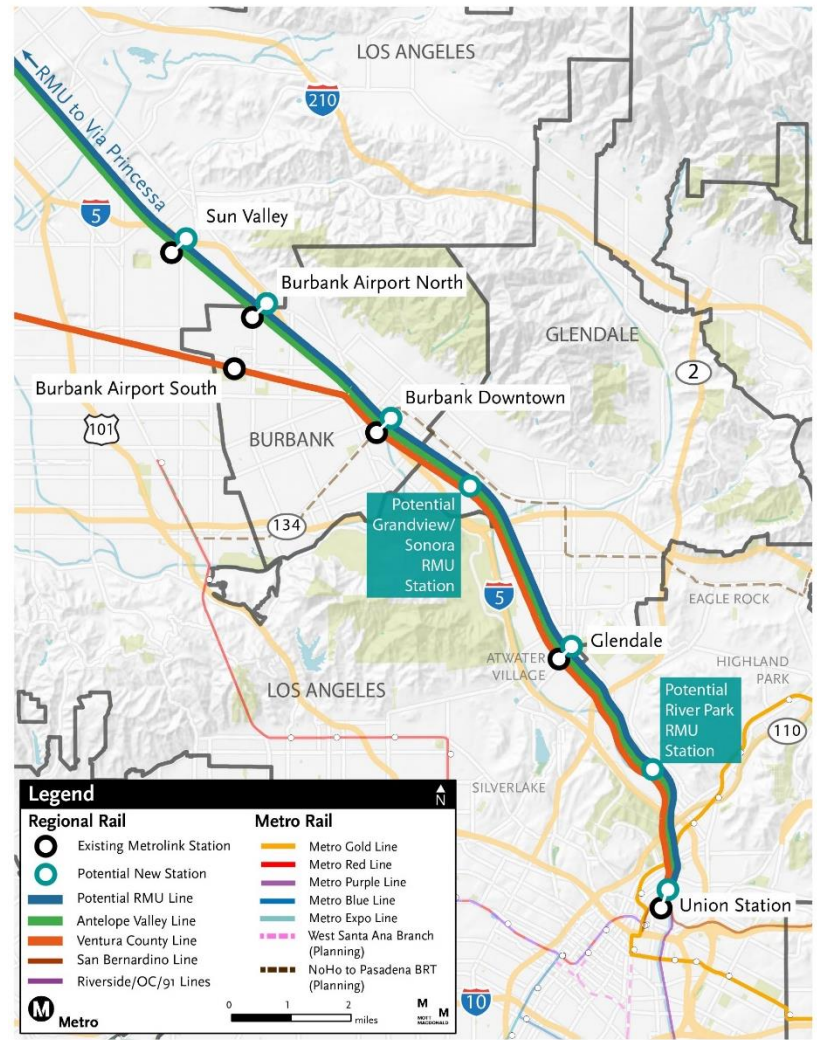 LOS ANGELES
RMU to Via Princessa
210
5
Sun Valley
Burbank Airport North
GLENDALE
2
Burbank Airport South
Burbank Downtown
101
BURBANK
134
Potential
Grandview/
Sonora
RMU
Station
5
EAGLE ROCK
Glendale
ATWATER
VILLAGE
HIGHLAND
PARK
LOS ANGELES
Potential
River Park
RMU
Station
110
SILVERLAKE
Union Station
10
Legend
N
Regional Rail
Existing Metrolink Station
Potential New Station
Potential RMU Line
Antelope Valley Line
Ventura County Line
San Bernardino Line
Riverside/OC/91 Lines
Metro Rail
Metro Gold Line
Metro Red Line
Metro Purple Line
Metro Blue Line
Metro Expo Line
West Santa Ana Branch
(Planning)
NoHo to Pasadena BRT
(Planning)
M Metro
0 1 2
miles
M M
MOTT
MACDONALD